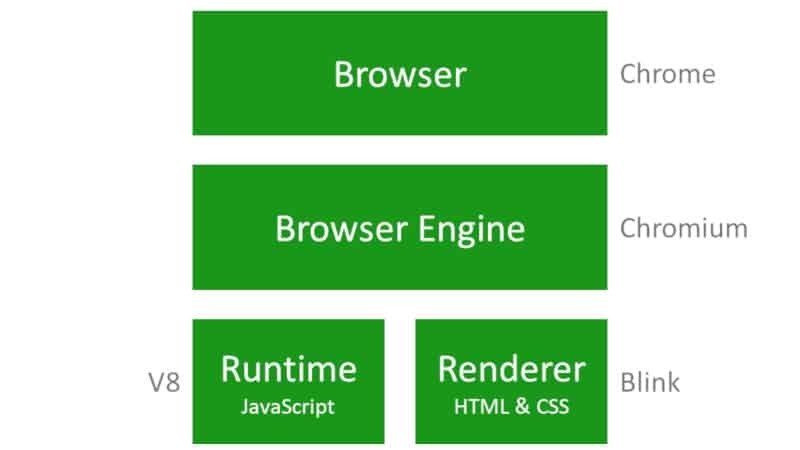 Browser
Chrome
Browser Engine
Chromium
V8
Runtime
JavaScript
Renderer
HTML & CSS
Blink